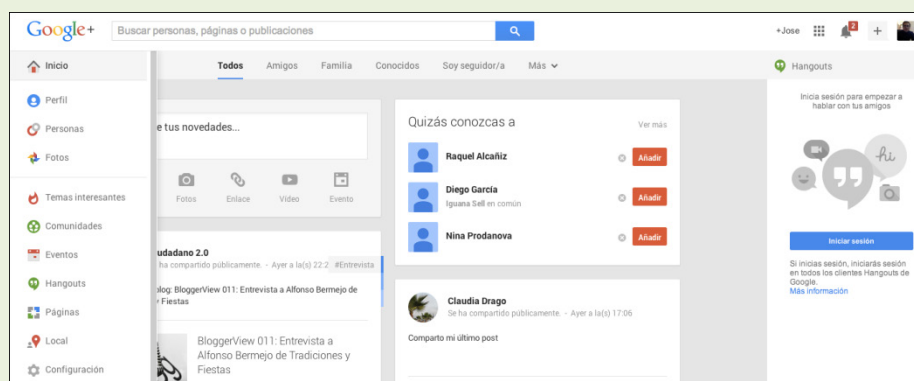 Google+
Buscar personas, páginas o publicaciones
+Jose
2
Inicio
Todos Amigos Familia Conocidos Soy seguidor/a Más
Hangouts
Perfil
Personas
Fotos
Temas interesantes
Comunidades
Eventos
Hangouts
Páginas
Local
Configuración
e tus novedades...
Fotos Enlace Vídeo Evento
udadano 2.0
ha compartido públicamente. - Ayer a la(s) 22:2 #Entrevista
blog: BloggerView 011: Entrevista a Alfonso Bermejo de
Fiestas
BloggerView 011: Entrevista a
Alfonso Bermejo de Tradiciones y
Fiestas
Quizás conozcas a Ver más
Raquel Alcañiz Añadir
Diego García Añadir
Iguana Sell en común
Nina Prodanova Añadir
Claudia Drago
Se ha compartido públicamente. - Ayer a la(s) 17:06
Comparto mi último post
Inicia sesión para empezar a
hablar con tus amigos
hi
Iniciar sesión
Si inicias sesión, iniciarás sesión
en todos los clientes Hangouts de
Google.
Más información